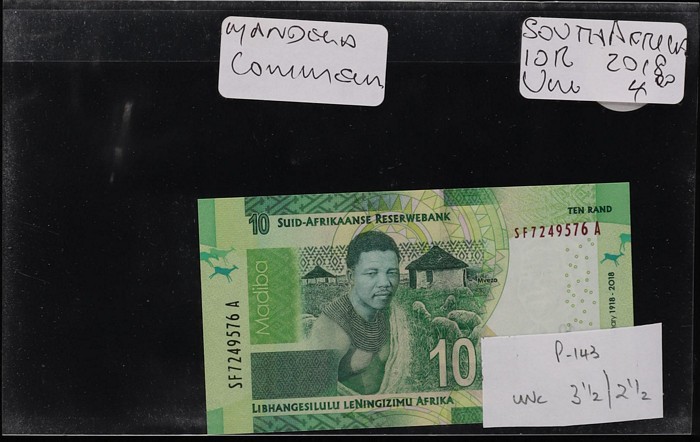 MANDELA
Commem
SOUTH AFRICA
10R 2018
Unc 4
10 SUID-AFRIKAANSE RESERWEBANK
TEN RAND
SF7249576 A
Madiba
Mvezo
SF7249576 A
1918 - 2018
10
LIBHANGESILULU LENINGIZIMU AFRIKA
P-143
UNC 3½/2½